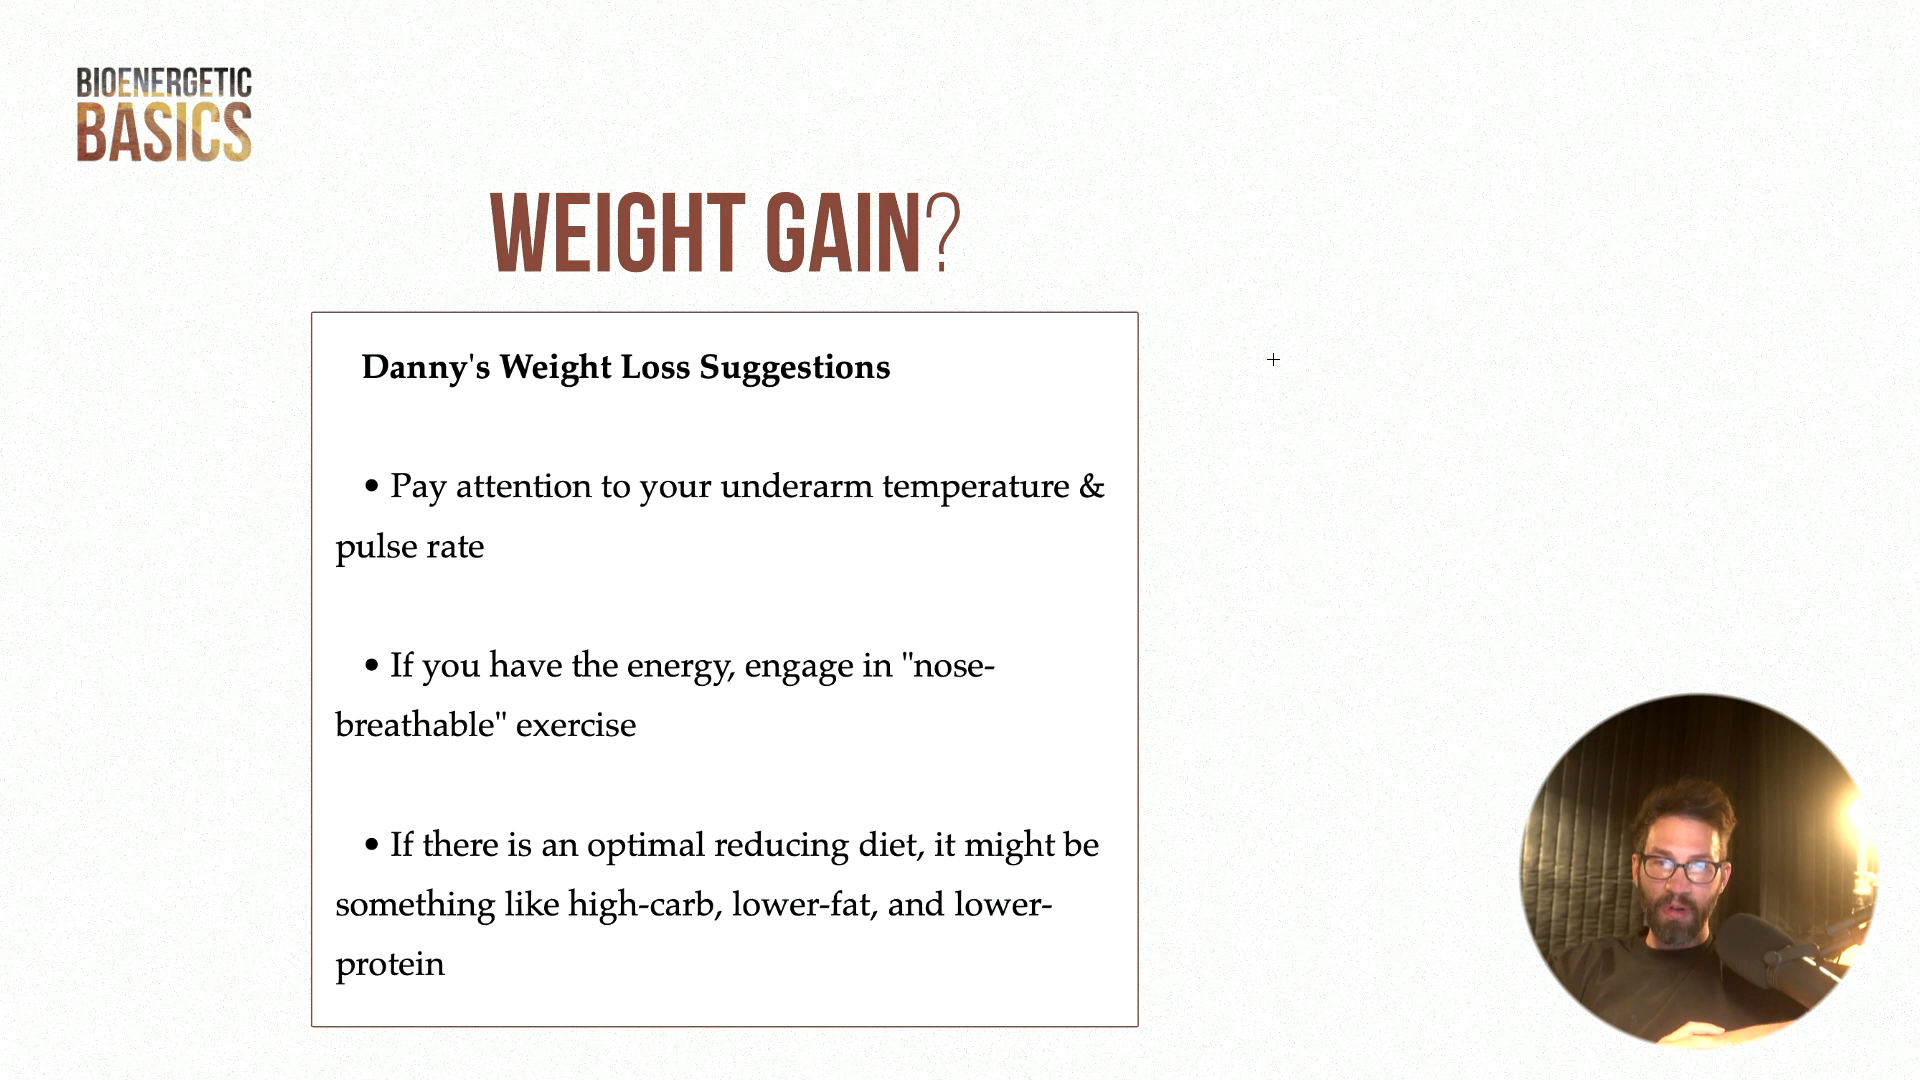 BIOENERGETIC
BASICS
WEIGHT GAIN?
Danny's Weight Loss Suggestions
• Pay attention to your underarm temperature &
pulse rate
• If you have the energy, engage in "nose-
breathable" exercise
• If there is an optimal reducing diet, it might be
something like high-carb, lower-fat, and lower-
protein